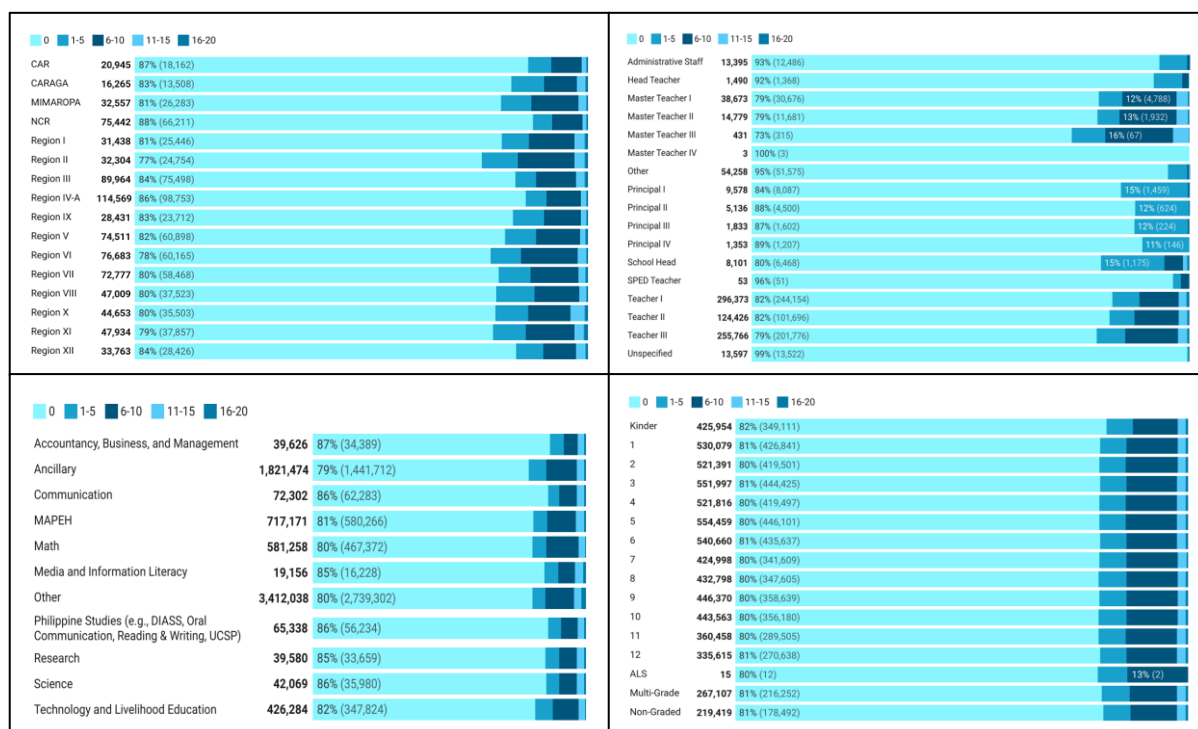 0 1-5 6-10 11-15 16-20
CAR 20,945 87% (18,162)
CARAGA 16,265 83% (13,508)
MIMAROPA 32,557 81% (26,283)
NCR 75,442 88% (66,211)
Region I 31,438 81% (25,446)
Region II 32,304 77% (24,754)
Region III 89,964 84% (75,498)
Region IV-A 114,569 86% (98,753)
Region IX 28,431 83% (23,712)
Region V 74,511 82% (60,898)
Region VI 76,683 78% (60,165)
Region VII 72,777 80% (58,468)
Region VIII 47,009 80% (37,523)
Region X 44,653 80% (35,503)
Region XI 47,934 79% (37,857)
Region XII 33,763 84% (28,426)
0 1-5 6-10 11-15 16-20
Administrative Staff 13,395 93% (12,486)
Head Teacher 1,490 92% (1,368)
Master Teacher I 38,673 79% (30,676) 12% (4,788)
Master Teacher II 14,779 79% (11,681) 13% (1,932)
Master Teacher III 431 73% (315) 16% (67)
Master Teacher IV 3 100% (3)
Other 54,258 95% (51,575)
Principal I 9,578 84% (8,087) 15% (1,459)
Principal II 5,136 88% (4,500) 12% (624)
Principal III 1,833 87% (1,602) 12% (224)
Principal IV 1,353 89% (1,207) 11% (146)
School Head 8,101 80% (6,468) 15% (1,175)
SPED Teacher 53 96% (51)
Teacher I 296,373 82% (244,154)
Teacher II 124,426 82% (101,696)
Teacher III 255,766 79% (201,776)
Unspecified 13,597 99% (13,522)
0 1-5 6-10 11-15 16-20
Accountancy, Business, and Management 39,626 87% (34,389)
Ancillary 1,821,474 79% (1,441,712)
Communication 72,302 86% (62,283)
MAPEH 717,171 81% (580,266)
Math 581,258 80% (467,372)
Media and Information Literacy 19,156 85% (16,228)
Other 3,412,038 80% (2,739,302)
Philippine Studies (e.g., DIASS, Oral
Communication, Reading & Writing, UCSP) 65,338 86% (56,234)
Research 39,580 85% (33,659)
Science 42,069 86% (35,980)
Technology and Livelihood Education 426,284 82% (347,824)
0 1-5 6-10 11-15 16-20
Kinder 425,954 82% (349,111)
1 530,079 81% (426,841)
2 521,391 80% (419,501)
3 551,997 81% (444,425)
4 521,816 80% (419,497)
5 554,459 80% (446,101)
6 540,660 81% (435,637)
7 424,998 80% (341,609)
8 432,798 80% (347,605)
9 446,370 80% (358,639)
10 443,563 80% (356,180)
11 360,458 80% (289,505)
12 335,615 81% (270,638)
ALS 15 80% (12) 13% (2)
Multi-Grade 267,107 81% (216,252)
Non-Graded 219,419 81% (178,492)